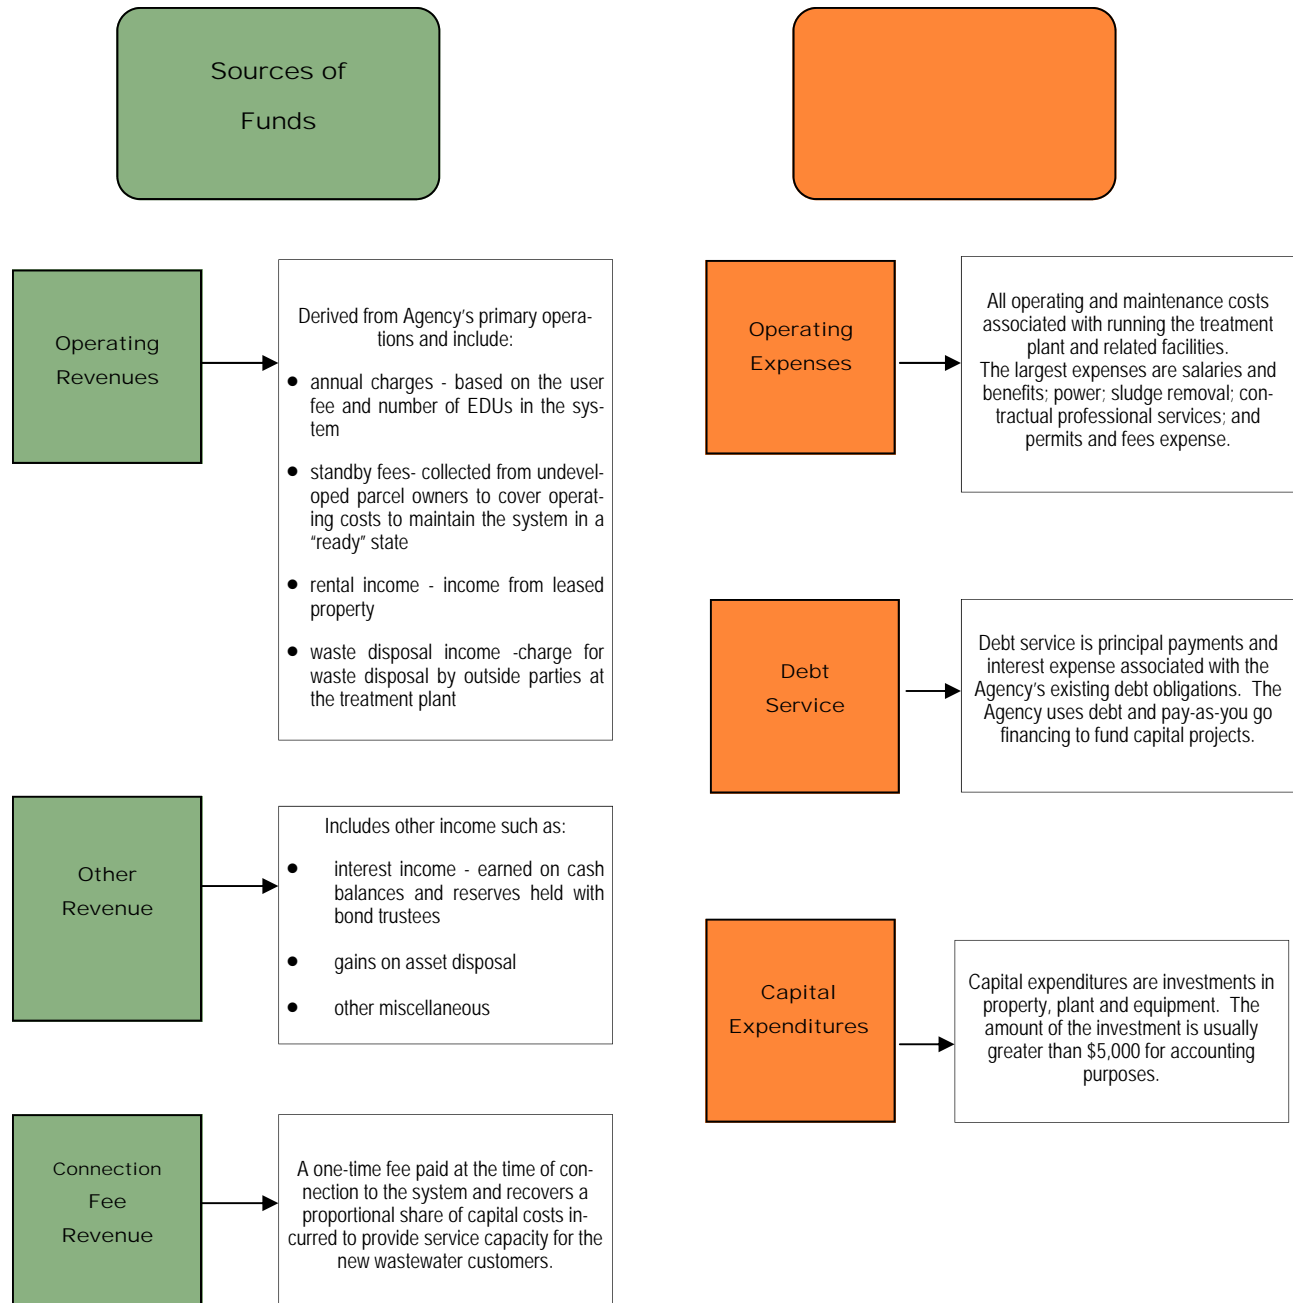 Sources of
Funds
Operating
Revenues
Derived from Agency's primary opera-
tions and include:
● annual charges - based on the user
fee and number of EDUs in the sys-
tem
● standby fees- collected from undevel-
oped parcel owners to cover operat-
ing costs to maintain the system in a
“ready” state
● rental income - income from leased
property
● waste disposal income -charge for
waste disposal by outside parties at
the treatment plant
Other
Revenue
Includes other income such as:
● interest income - earned on cash
balances and reserves held with
bond trustees
● gains on asset disposal
● other miscellaneous
Connection
Fee
Revenue
A one-time fee paid at the time of con-
nection to the system and recovers a
proportional share of capital costs in-
curred to provide service capacity for the
new wastewater customers.
Operating
Expenses
All operating and maintenance costs
associated with running the treatment
plant and related facilities.
The largest expenses are salaries and
benefits; power; sludge removal; con-
tractual professional services; and
permits and fees expense.
Debt
Service
Debt service is principal payments and
interest expense associated with the
Agency's existing debt obligations.  The
Agency uses debt and pay-as-you go
financing to fund capital projects.
Capital
Expenditures
Capital expenditures are investments in
property, plant and equipment.  The
amount of the investment is usually
greater than $5,000 for accounting
purposes.